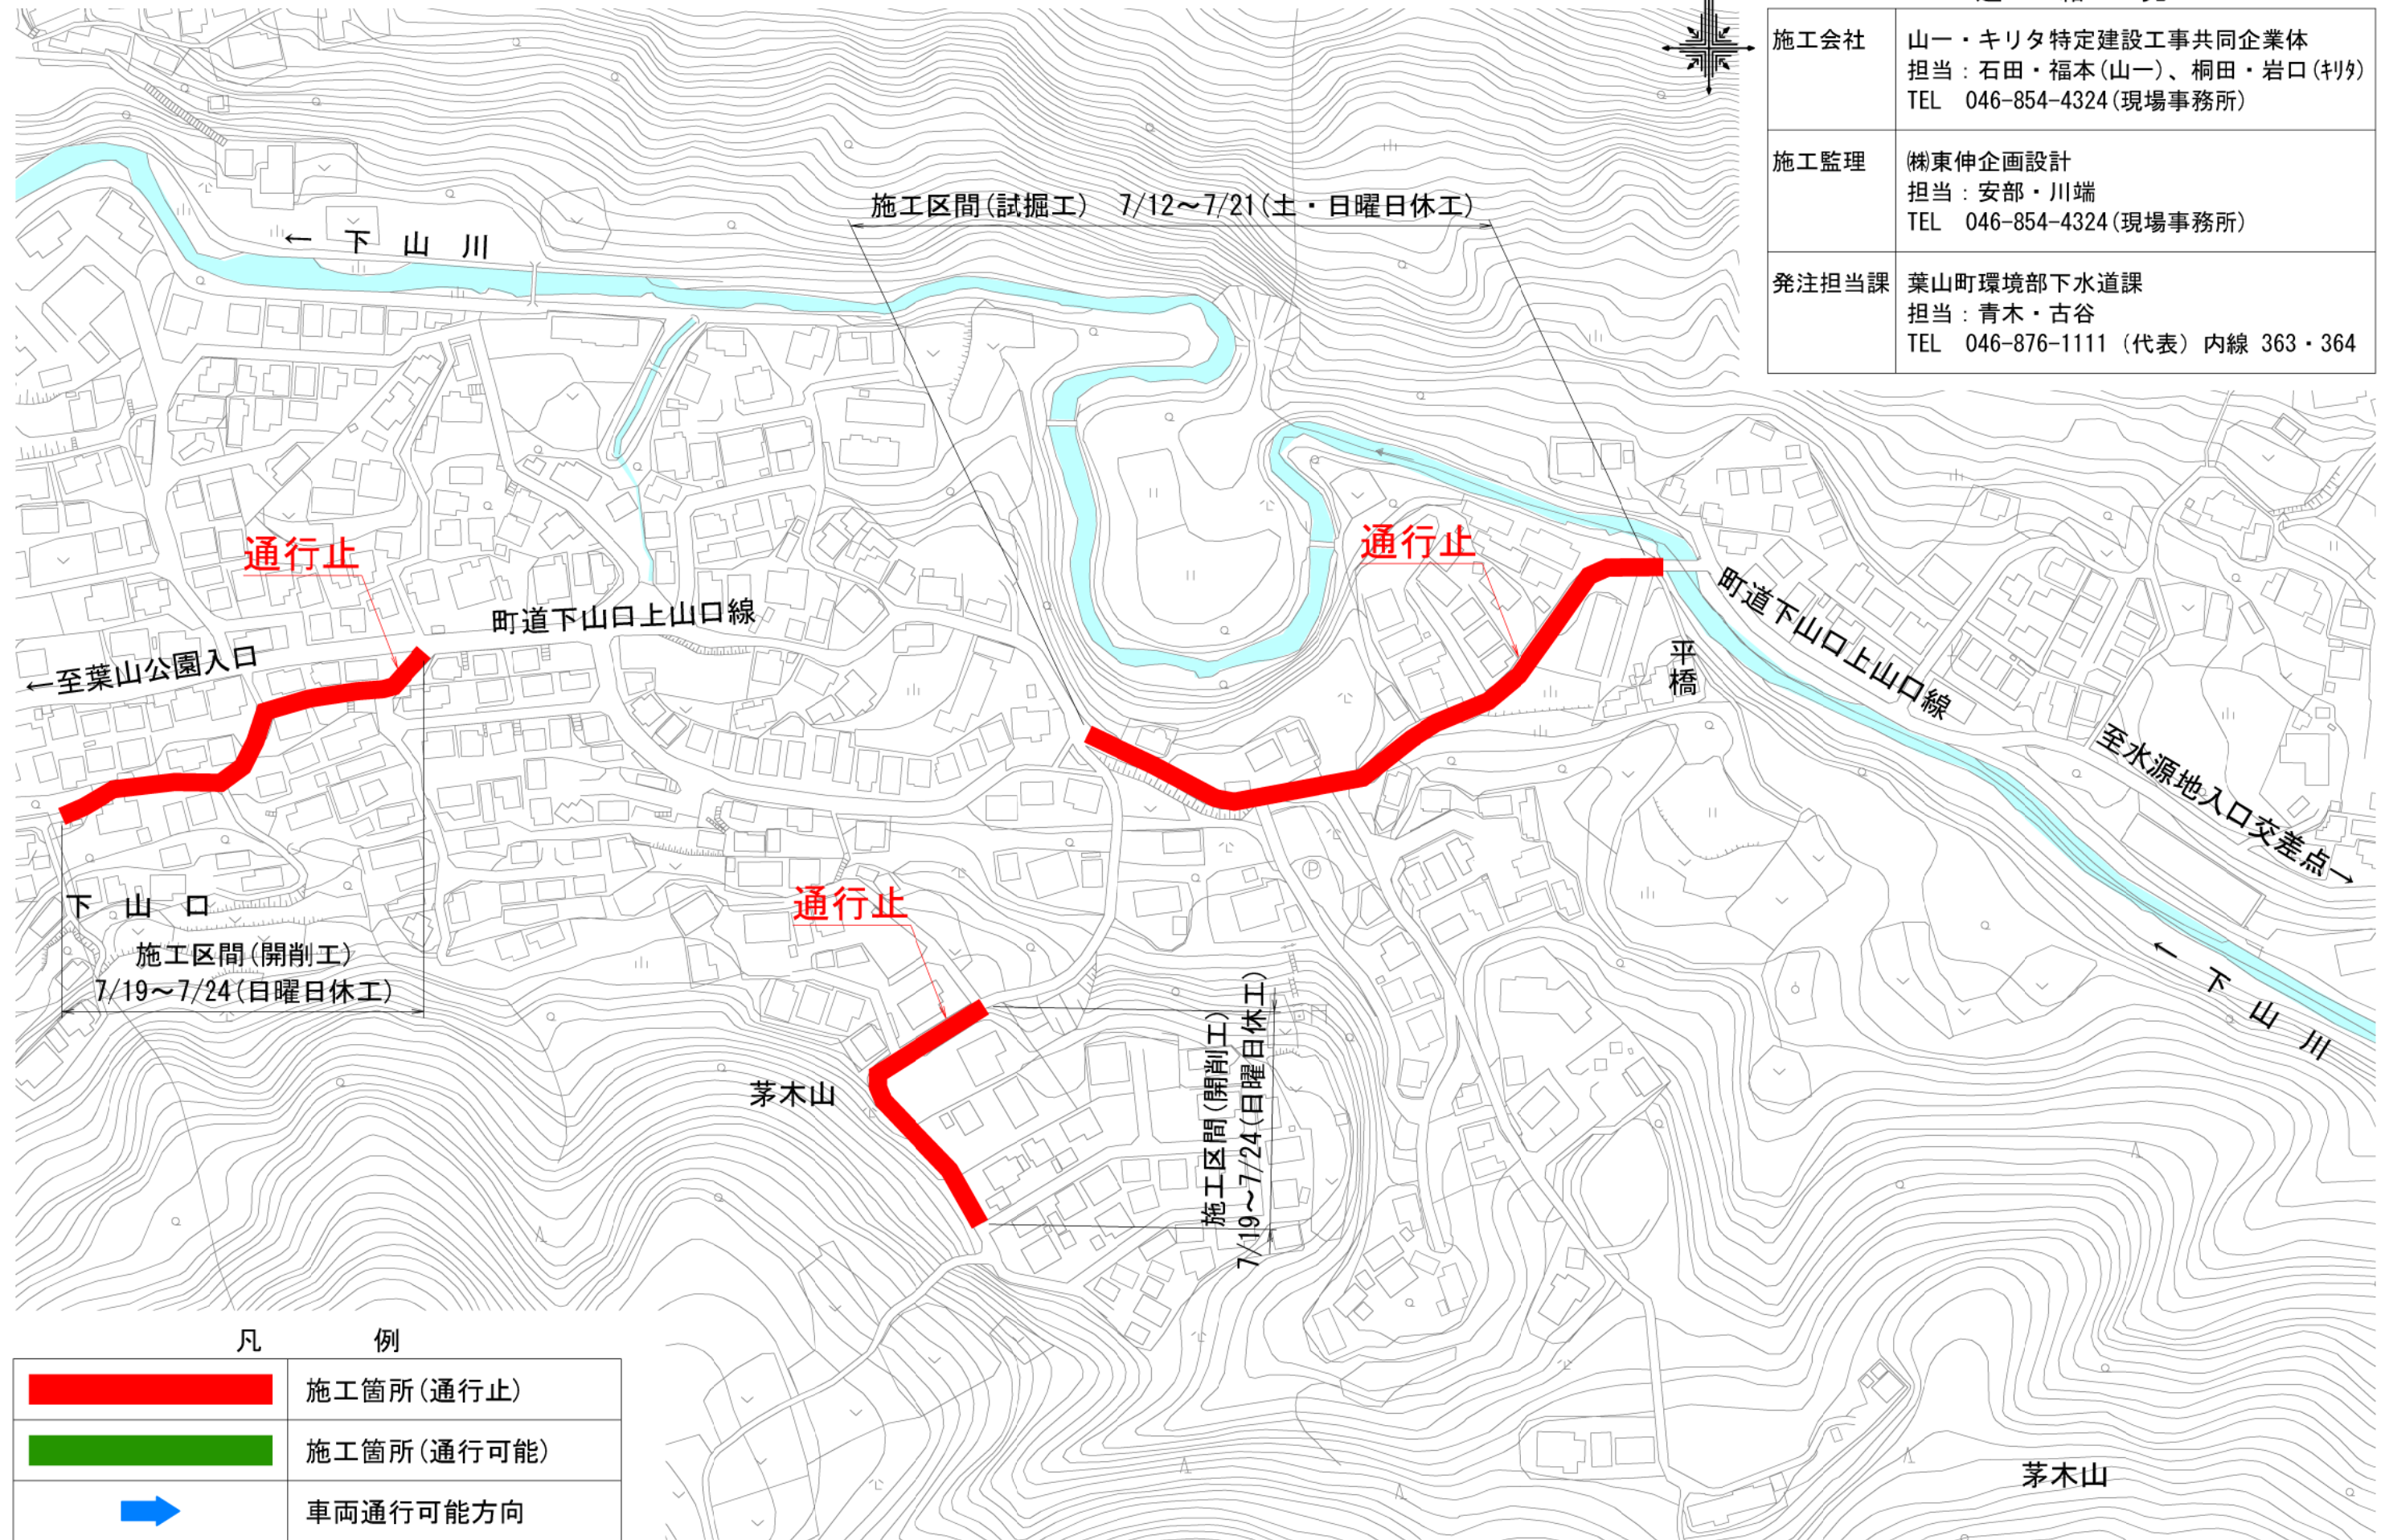 施工会社
山一・キリタ特定建設工事共同企業体
担当：石田・福本(山一)、桐田・岩口(ｷﾘﾀ)
TEL 046-854-4324(現場事務所)
施工監理
㈱東伸企画設計
担当：安部・川端
TEL 046-854-4324(現場事務所)
発注担当課
葉山町環境部下水道課
担当：青木・古谷
TEL 046-876-1111（代表）内線 363・364
施工区間(試掘工) 7/12～7/21(土・日曜日休工)
← 下 山 川
通行止
通行止
町道下山口上山口線
町道下山口上山口線
平橋
←至葉山公園入口
至水源地入口交差点→
下 山 口
通行止
施工区間(開削工)
7/19～7/24(日曜日休工)
← 下 山 川
施工区間(開削工)
7/19～7/24(日曜日休工)
茅木山
P
凡 例
施工箇所(通行止)
施工箇所(通行可能)
車両通行可能方向
茅木山